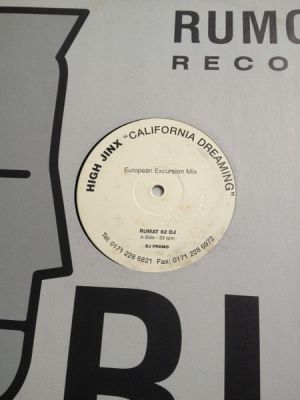 RUMO
RECO
HIGH JINX "CALIFORNIA DREAMING"
European Excursion Mix
RUMAT 62 DJ
A Side - 33 rpm
DJ PROMO
Tel: 0171 228 6821 Fax: 0171 228 6972